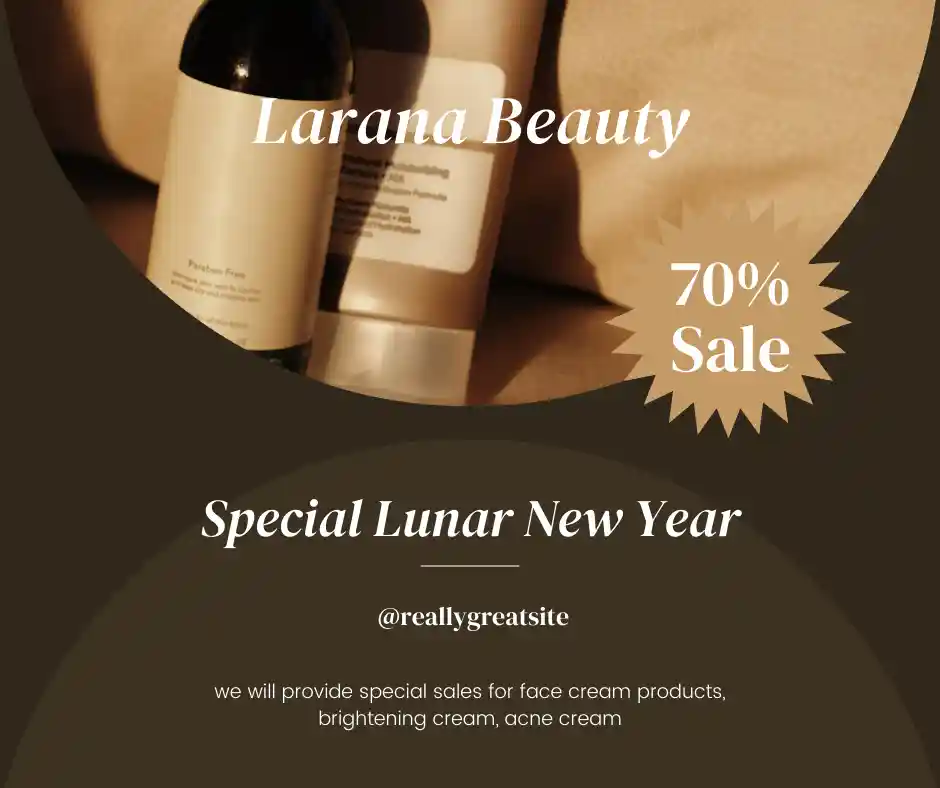 Larana Beauty
Paraben Free
70%
Sale
Special Lunar New Year
@reallygreatsite
we will provide special sales for face cream products,
brightening cream, acne cream